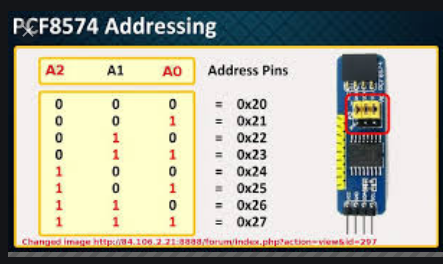 PCF8574 Addressing
A2 A1 A0 Address Pins
0 0 0 = 0x20
0 0 1 = 0x21
0 1 0 = 0x22
0 1 1 = 0x23
1 0 0 = 0x24
1 0 1 = 0x25
1 1 0 = 0x26
1 1 1 = 0x27
PCF8574
Changed image http://84.106.2.21:8888/forum/index.php?action=view&id=297